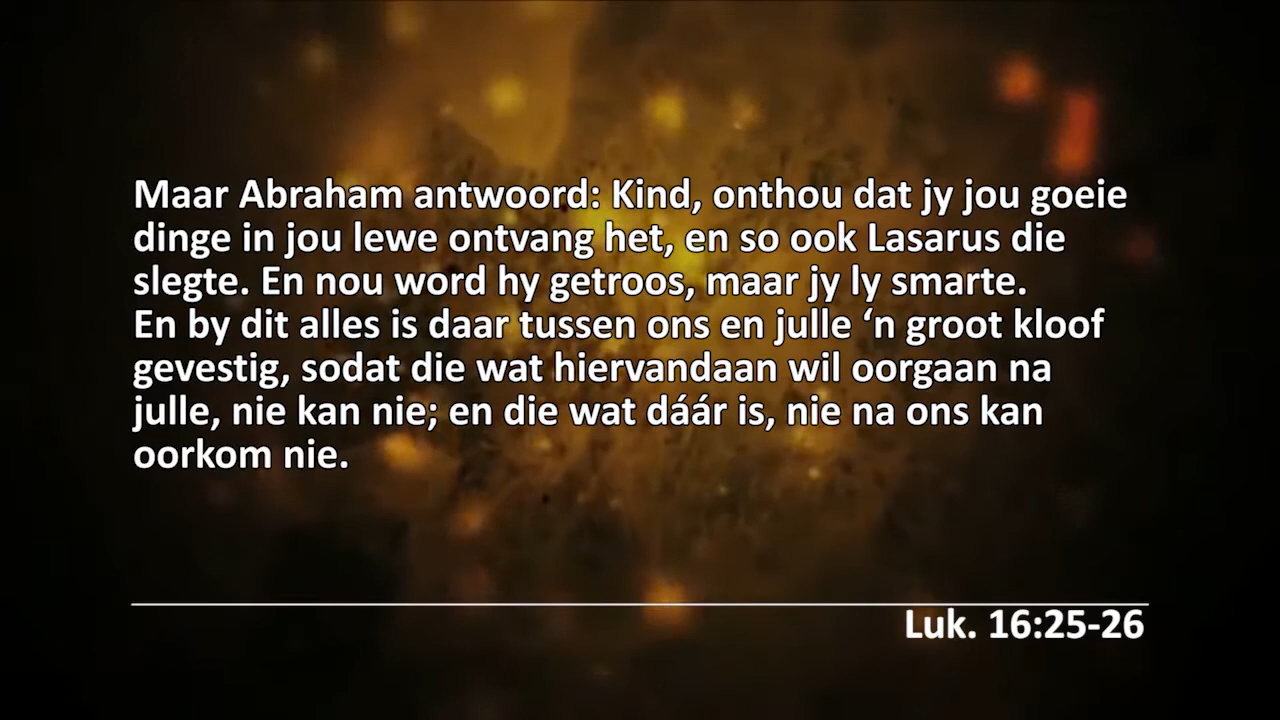 Maar Abraham antwoord: Kind, onthou dat jy jou goeie
dinge in jou lewe ontvang het, en so ook Lasarus die
slegte. En nou word hy getroos, maar jy ly smarte.
En by dit alles is daar tussen ons en julle ‘n groot kloof
gevestig, sodat die wat hiervandaan wil oorgaan na
julle, nie kan nie; en die wat dáár is, nie na ons kan
oorkom nie.
Luk. 16:25-26